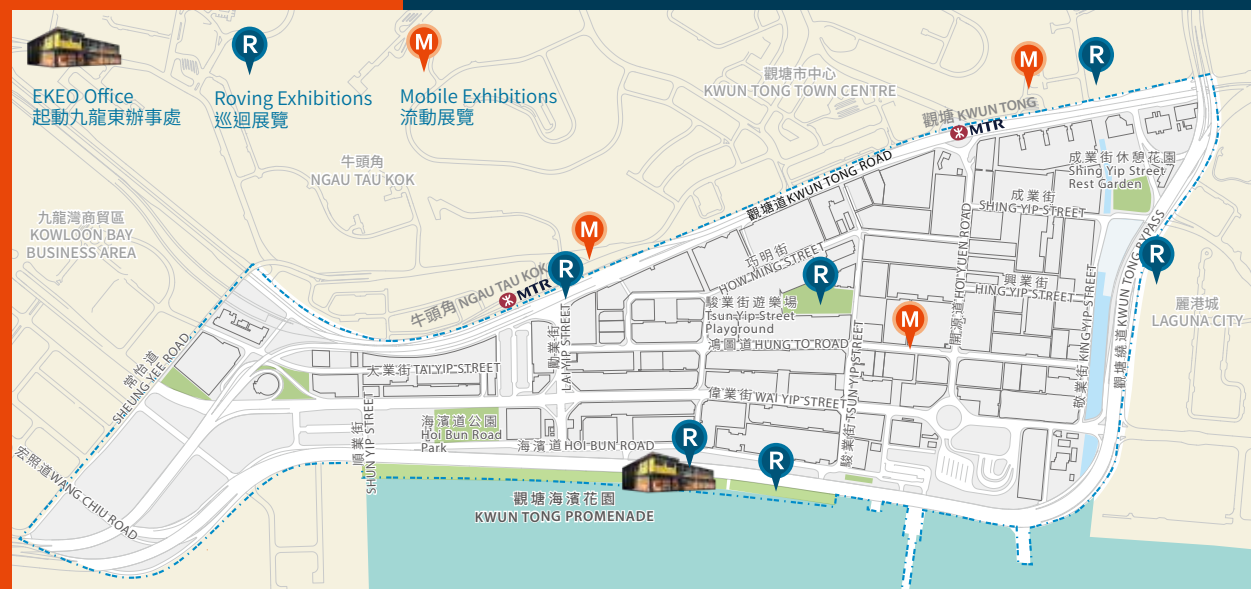 EKEO Office
起動九龍東辦事處
R
Roving Exhibitions
巡迴展覽
M
Mobile Exhibitions
流動展覽
觀塘市中心
KWUN TONG TOWN CENTRE
M
R
觀塘 KWUN TONG
MTR
牛頭角
NGAU TAU KOK
九龍灣商貿區
KOWLOON BAY
BUSINESS AREA
觀塘道 KWUN TONG ROAD
成業街休憩花園
Shing Yip Street
Rest Garden
成業街
SHING YIP STREET
M
R
牛頭角 NGAU TAU KOK
MTR
巧明街
HOW MING STREET
R
開源道 HOI YUEN ROAD
興業街
HING YIP STREET
R
觀塘繞道 KWUN TONG BYPASS
麗港城
LAGUNA CITY
駿業街遊樂場
Tsun Yip Street
Playground
鴻圖道 HUNG TO ROAD
M
敬業街 KING YIP STREET
常怡道
SHEUNG YEE ROAD
大業街 TAI YIP STREET
勵業街
LAI YIP STREET
駿業街 TSUN YIP STREET
偉業街 WAI YIP STREET
順業街
SHUN YIP STREET
海濱道公園
Hoi Bun Road
Park
海濱道 HOI BUN ROAD
R
R
宏照道 WANG CHIU ROAD
觀塘海濱花園
KWUN TONG PROMENADE